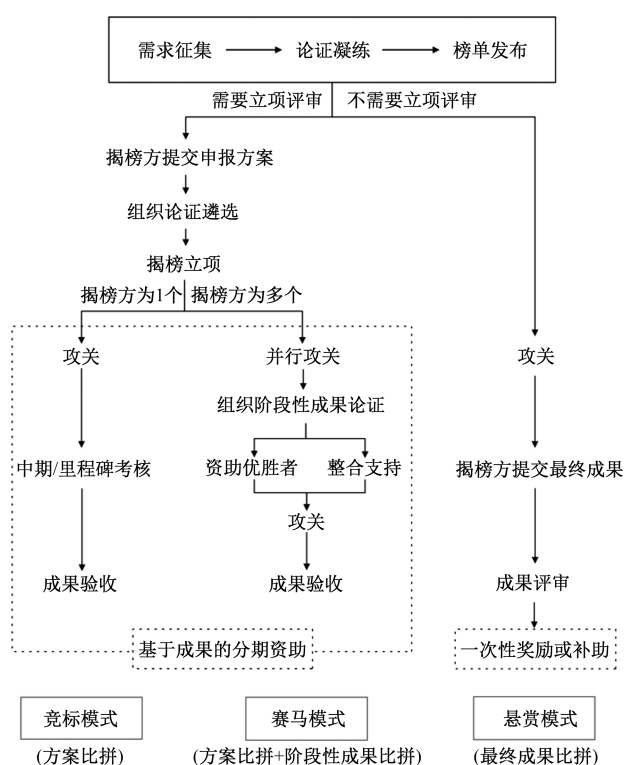 需求征集 论证凝练 榜单发布
需要立项评审 不需要立项评审
揭榜方提交申报方案
组织论证遴选
揭榜立项
揭榜方为1个 揭榜方为多个
攻关 并行攻关 攻关
组织阶段性成果论证
中期/里程碑考核 资助优胜者 整合支持 揭榜方提交最终成果
攻关
成果验收 成果验收 成果评审
基于成果的分期资助 一次性奖励或补助
竞标模式 赛马模式 悬赏模式
(方案比拼) (方案比拼+阶段性成果比拼) (最终成果比拼)